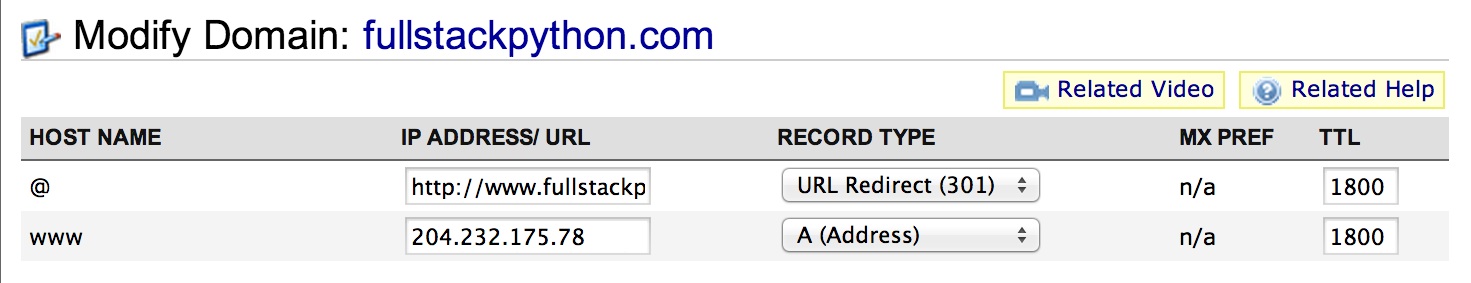 Modify Domain: fullstackpython.com
Related Video Related Help
HOST NAME IP ADDRESS/ URL RECORD TYPE MX PREF TTL
@ http://www.fullstackp URL Redirect (301) n/a 1800
www 204.232.175.78 A (Address) n/a 1800